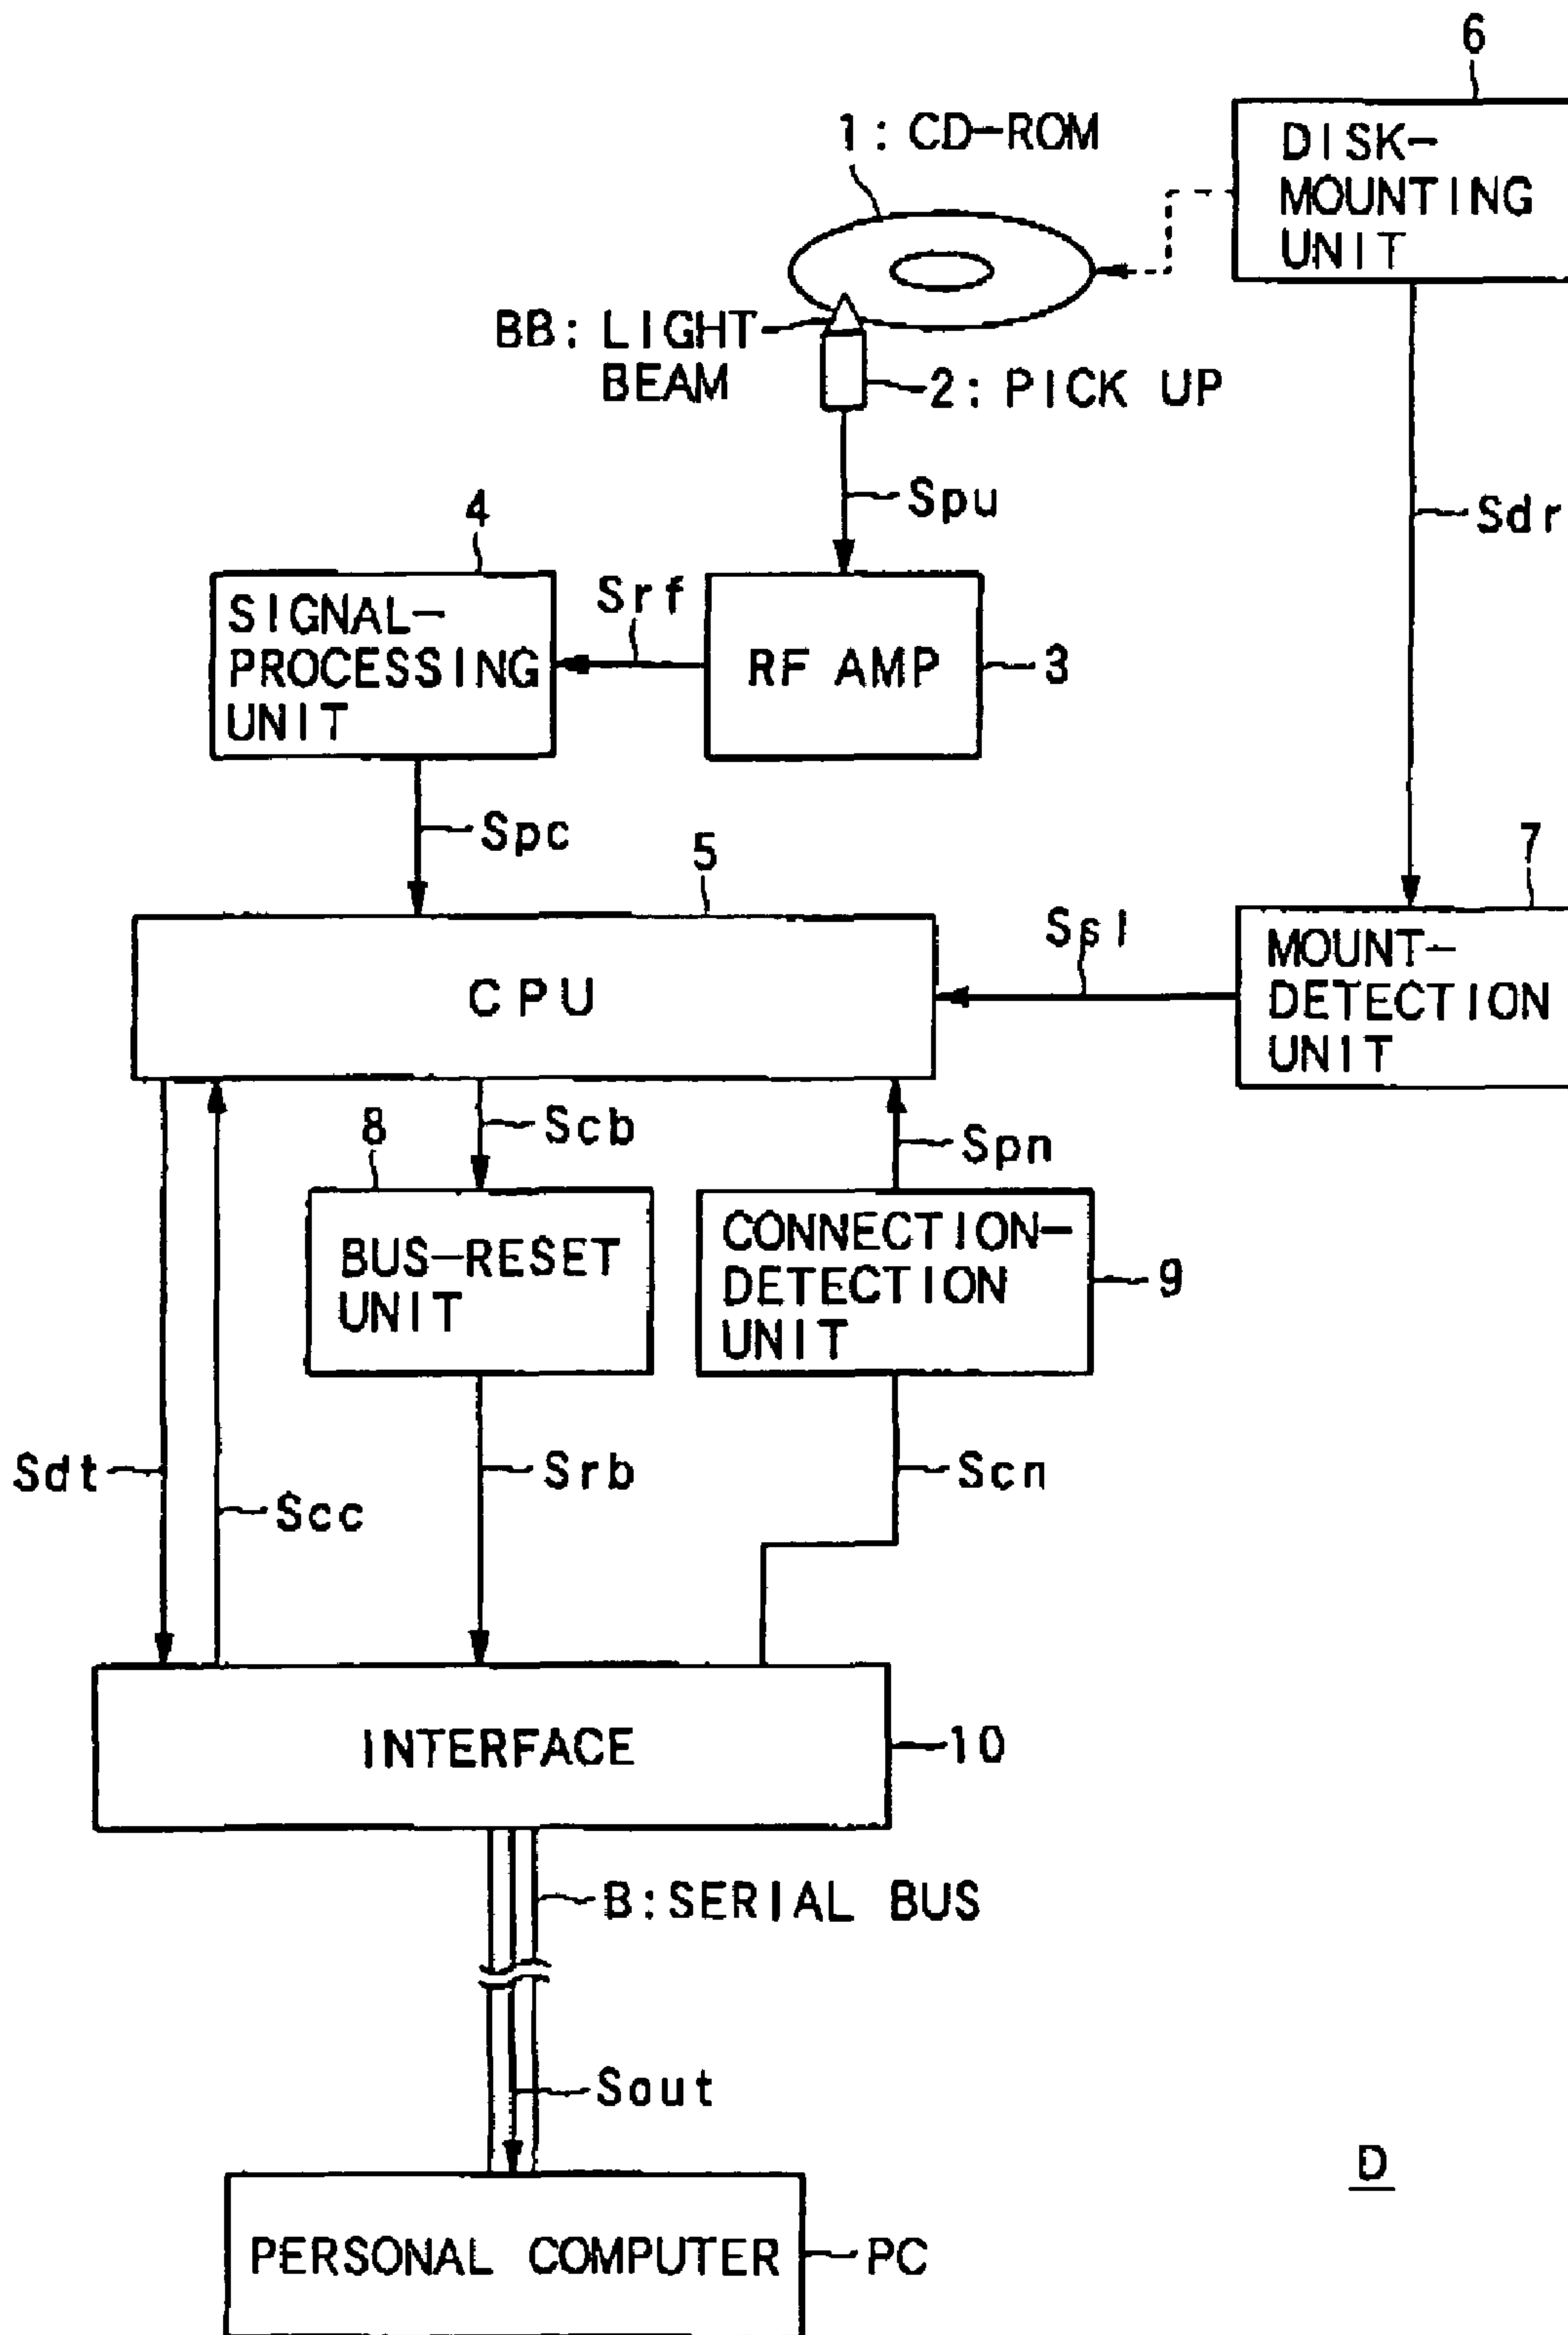 6
1: CD-ROM
DISK-
MOUNTING
UNIT
BB: LIGHT
BEAM
2: PICK UP
Spu
Sdr
4
Srf
SIGNAL-
PROCESSING
UNIT
RF AMP
3
Spc
5
7
Ssl
MOUNT-
DETECTION
UNIT
CPU
8
Scb
Spn
BUS-RESET
UNIT
CONNECTION-
DETECTION
UNIT
9
Sdt
Scc
Srb
Scn
INTERFACE
10
B: SERIAL BUS
Sout
D
PERSONAL COMPUTER
PC